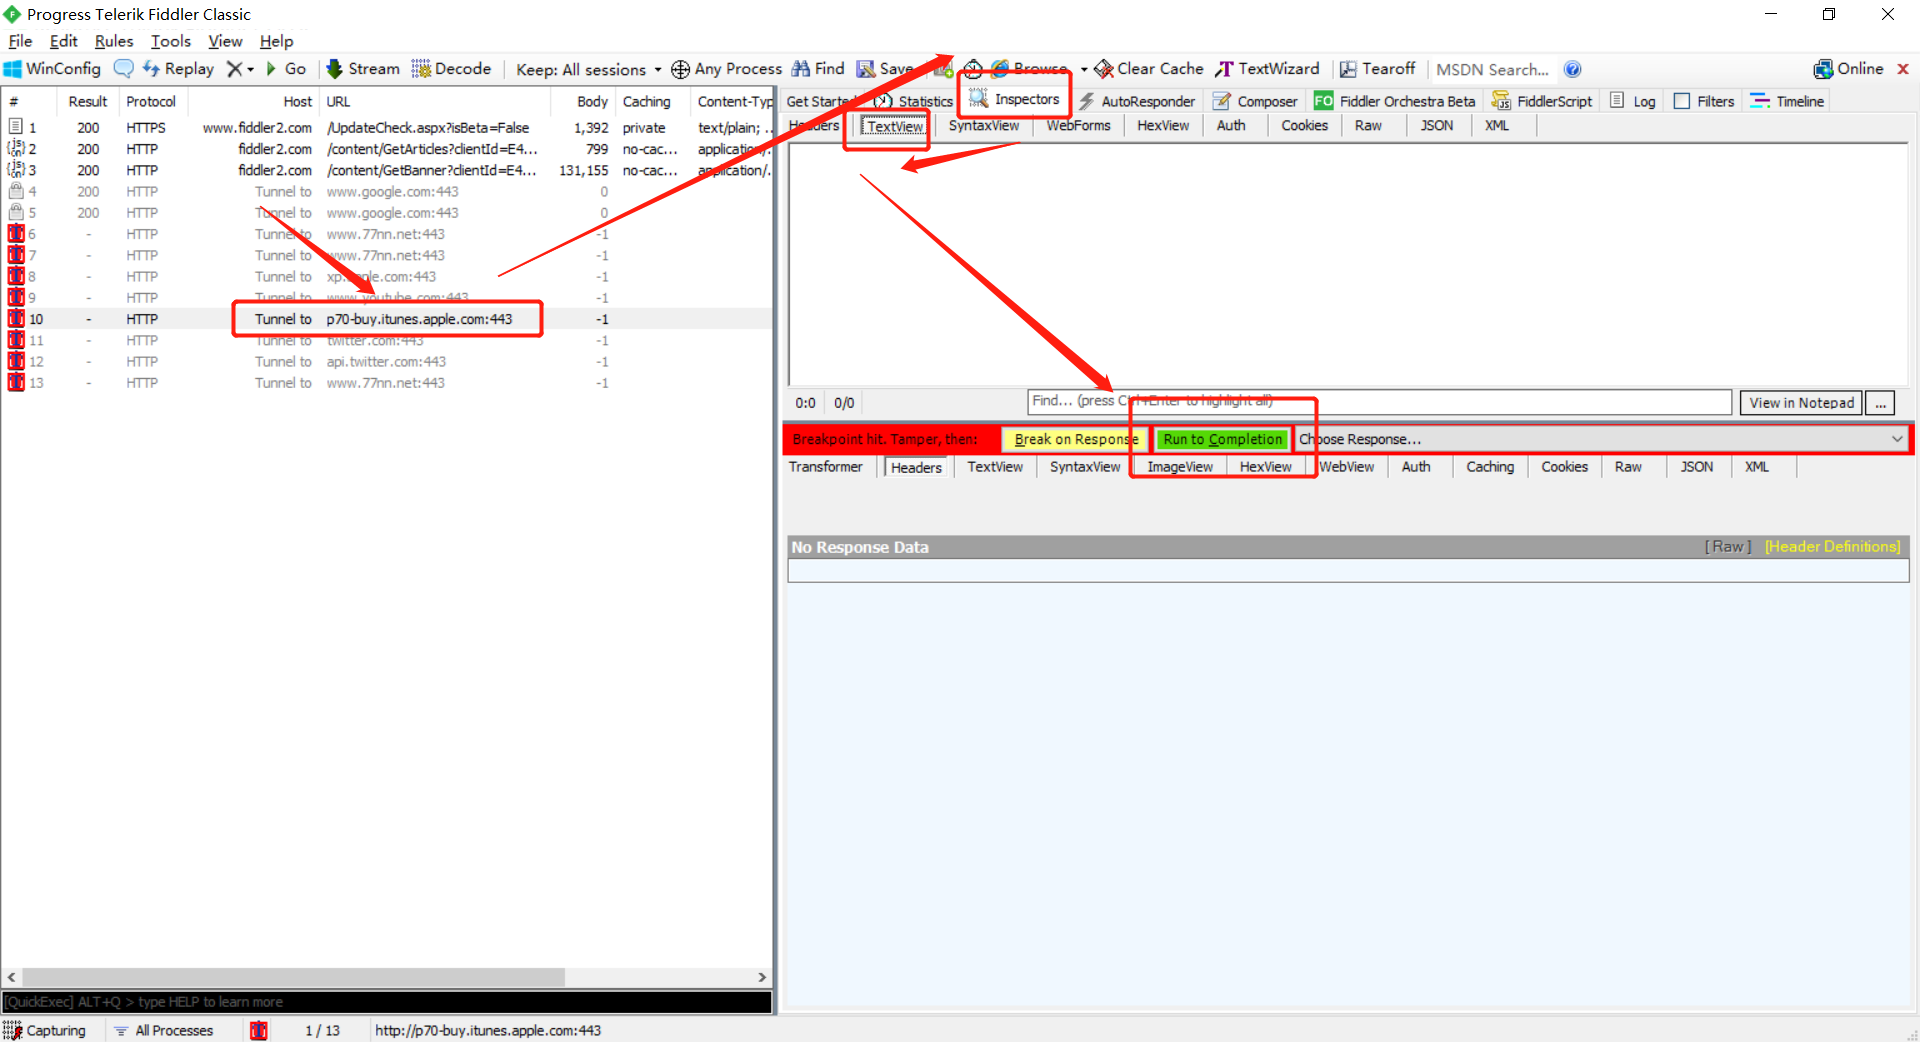 Progress Telerik Fiddler Classic
File Edit Rules Tools View Help
WinConfig Replay Go Stream Decode Keep: All sessions Any Process Find Save Browse Clear Cache TextWizard Tearoff MSDN Search... Online
# Result Protocol Host URL Body Caching Content-Typ
1 200 HTTPS www.fiddler2.com /UpdateCheck.aspx?isBeta=False 1,392 private text/plain; ...
2 200 HTTP fiddler2.com /content/GetArticles?clientId=E4... 799 no-cac... application/.
3 200 HTTP fiddler2.com /content/GetBanner?clientId=E4... 131,155 no-cac... application/.
4 200 HTTP Tunnel to www.google.com:443 0
5 200 HTTP Tunnel to www.google.com:443 0
6 - HTTP Tunnel to www.77nn.net:443 -1
7 - HTTP Tunnel to www.77nn.net:443 -1
8 - HTTP Tunnel to xp.apple.com:443 -1
9 - HTTP Tunnel to www.youtube.com:443 -1
10 - HTTP Tunnel to p70-buy.itunes.apple.com:443 -1
11 - HTTP Tunnel to twitter.com:443 -1
12 - HTTP Tunnel to api.twitter.com:443 -1
13 - HTTP Tunnel to www.77nn.net:443 -1
[QuickExec] ALT+Q > type HELP to learn more
Capturing All Processes 1 / 13 http://p70-buy.itunes.apple.com:443
Get Started Statistics Inspectors AutoResponder Composer FO Fiddler Orchestra Beta FiddlerScript Log Filters Timeline
Headers TextView SyntaxView WebForms HexView Auth Cookies Raw JSON XML
0:0 0/0 Find... (press Ctrl+Enter to highlight all) View in Notepad ...
Breakpoint hit. Tamper, then: Break on Response Run to Completion Choose Response...
Transformer Headers TextView SyntaxView ImageView HexView WebView Auth Caching Cookies Raw JSON XML
No Response Data [ Raw ] [Header Definitions]